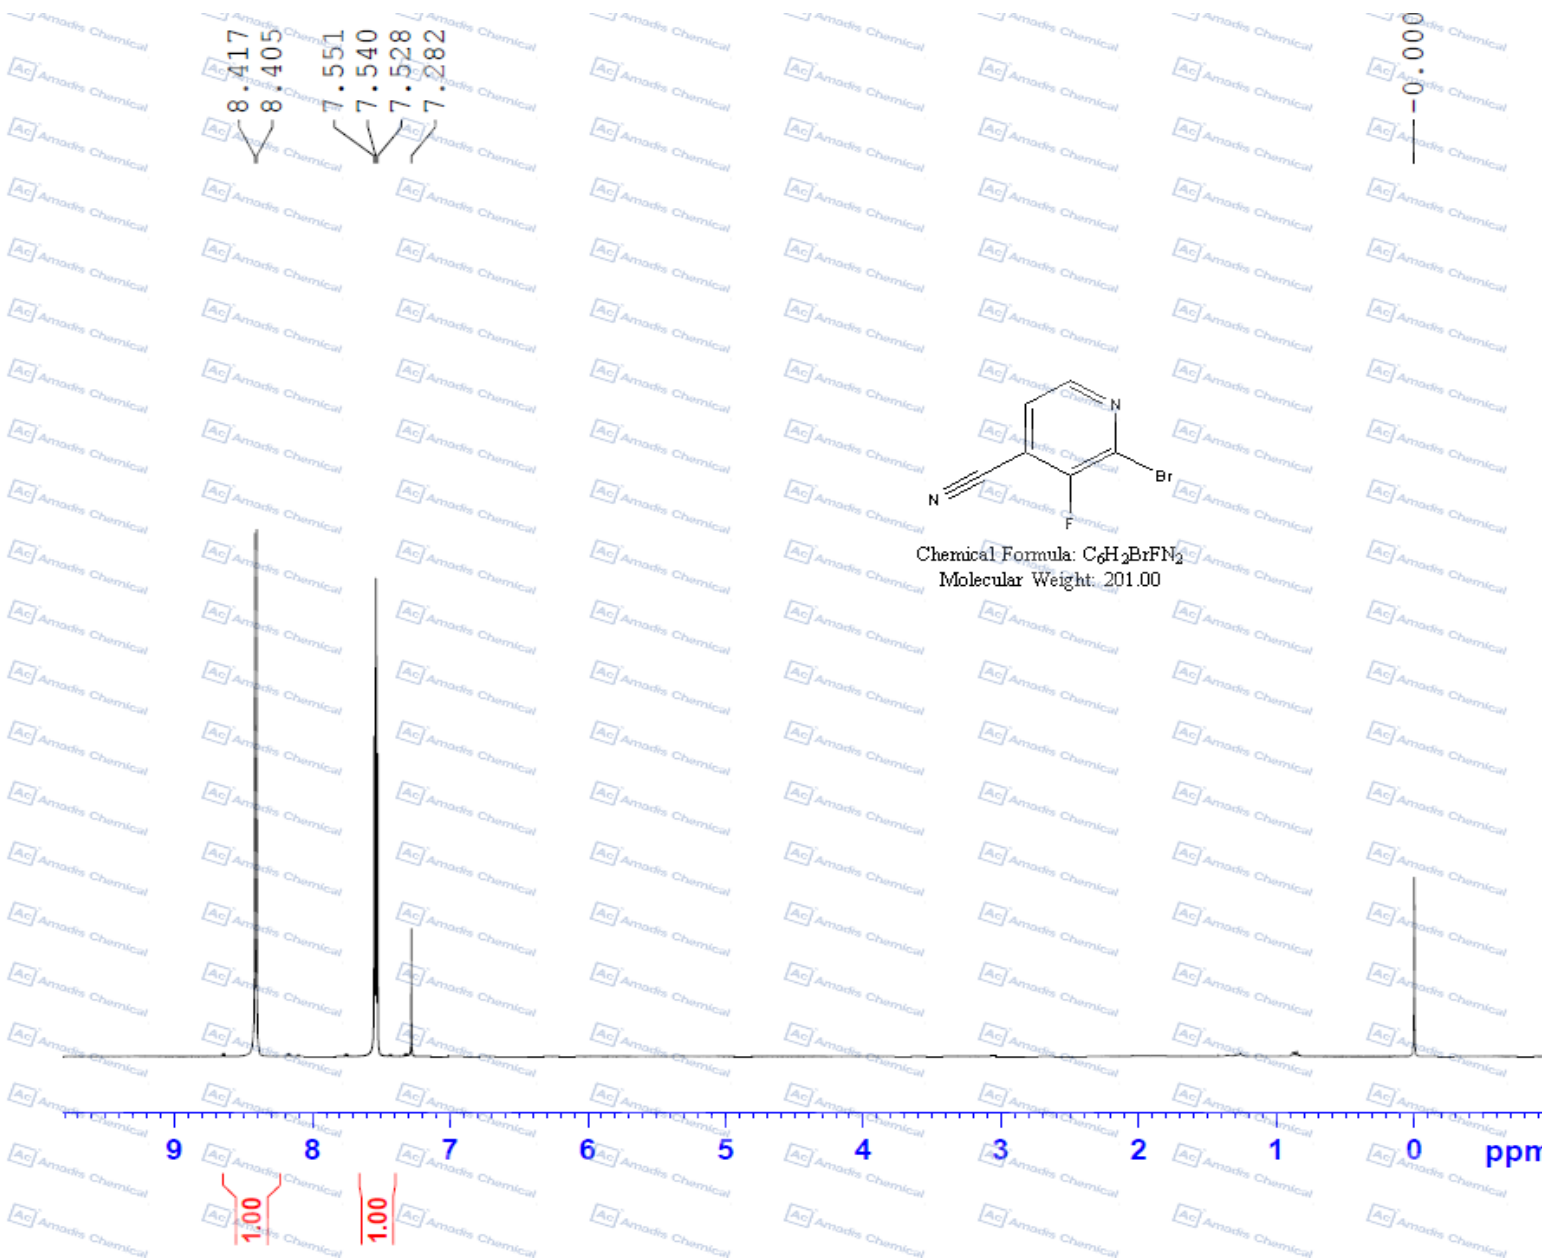 8.417
8.405
7.551
7.540
7.528
7.282
-0.000
N
Br
N
F
Chemical Formula: C₆H₂BrFN₂
Molecular Weight: 201.00
9 8 7 6 5 4 3 2 1 0 ppm
1.00
1.00
Ac Amadis Chemical